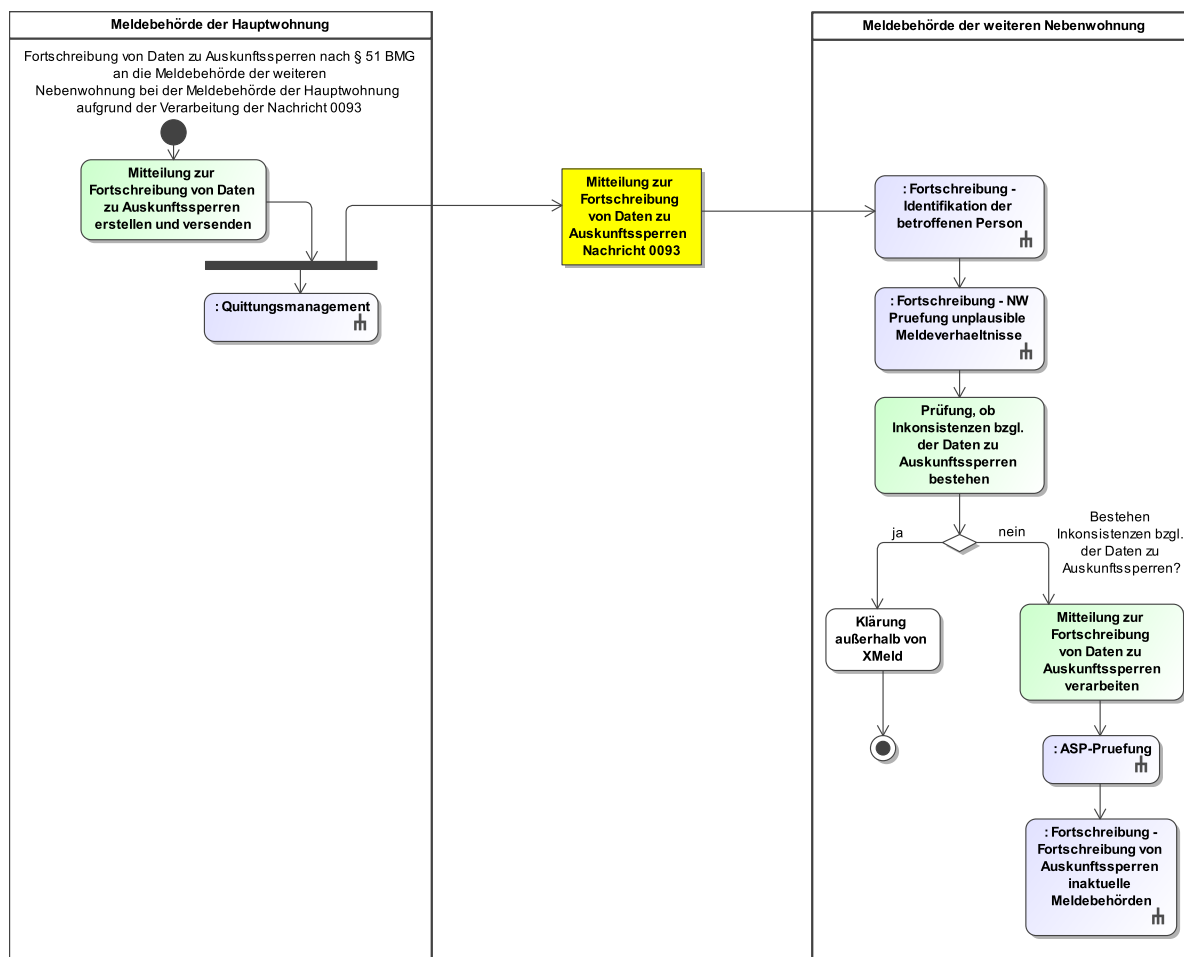 Meldebehörde der Hauptwohnung
Fortschreibung von Daten zu Auskunftssperren nach § 51 BMG
an die Meldebehörde der weiteren
Nebenwohnung bei der Meldebehörde der Hauptwohnung
aufgrund der Verarbeitung der Nachricht 0093
Mitteilung zur
Fortschreibung von Daten
zu Auskunftssperren
erstellen und versenden
: Quittungsmanagement
Mitteilung zur
Fortschreibung
von Daten zu
Auskunftssperren
Nachricht 0093
Meldebehörde der weiteren Nebenwohnung
: Fortschreibung -
Identifikation der
betroffenen Person
: Fortschreibung - NW
Pruefung unplausible
Meldeverhaeltnisse
Prüfung, ob
Inkonsistenzen bzgl.
der Daten zu
Auskunftssperren
bestehen
ja
nein
Bestehen
Inkonsistenzen bzgl.
der Daten zu
Auskunftssperren?
Klärung
außerhalb von
XMeld
Mitteilung zur
Fortschreibung
von Daten zu
Auskunftssperren
verarbeiten
: ASP-Pruefung
: Fortschreibung -
Fortschreibung von
Auskunftssperren
inaktuelle
Meldebehörden